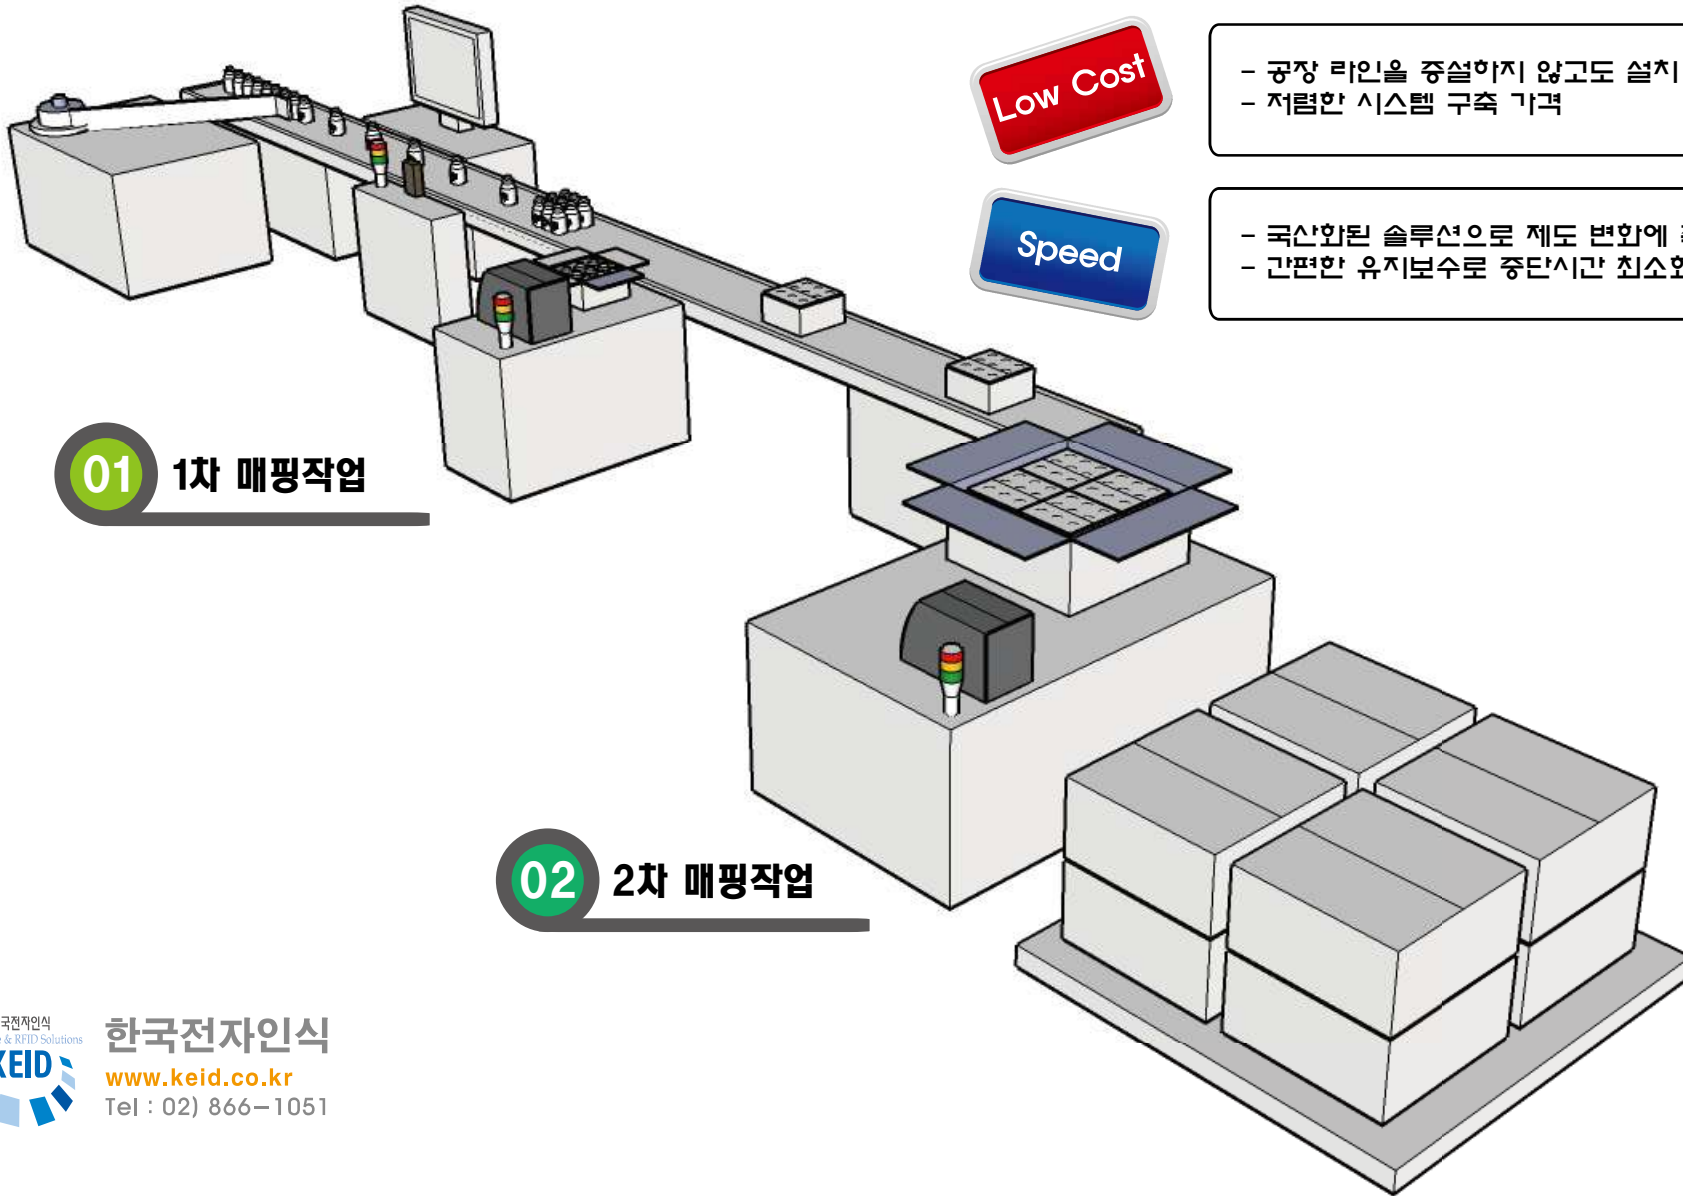 Low Cost
- 공장 라인을 증설하지 않고도 설치
- 저렴한 시스템 구축 가격
Speed
- 국산화된 솔루션으로 제도 변화에
- 간편한 유지보수로 중단시간 최소화
01 1차 매핑작업
02 2차 매핑작업
국전자인식
& RFID Solutions
KEID
한국전자인식
www.keid.co.kr
Tel : 02) 866-1051